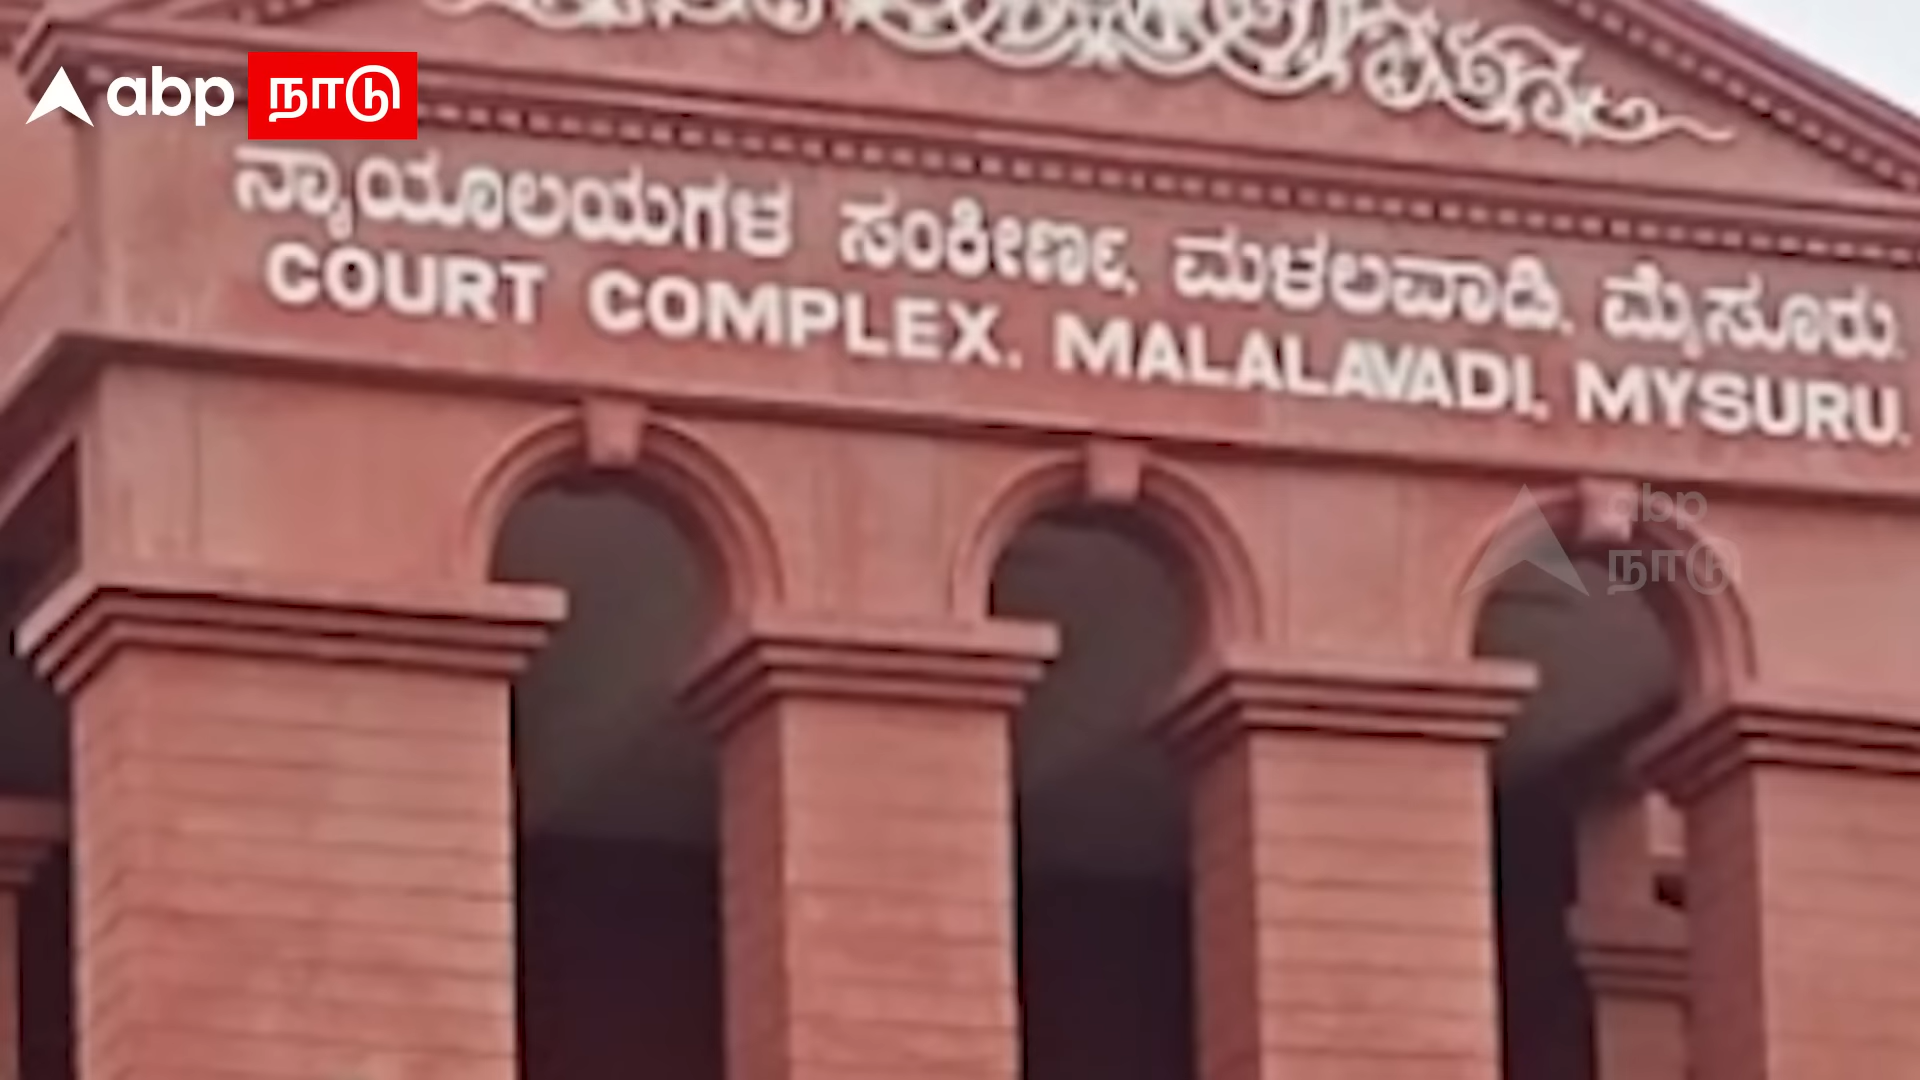 abp நாடு
ನ್ಯಾಯಾಲಯಗಳ ಸಂಕೀರ್ಣ, ಮಳಲವಾಡಿ, ಮೈಸೂರು.
COURT COMPLEX, MALALAVADI, MYSURU.
abp
நாடு